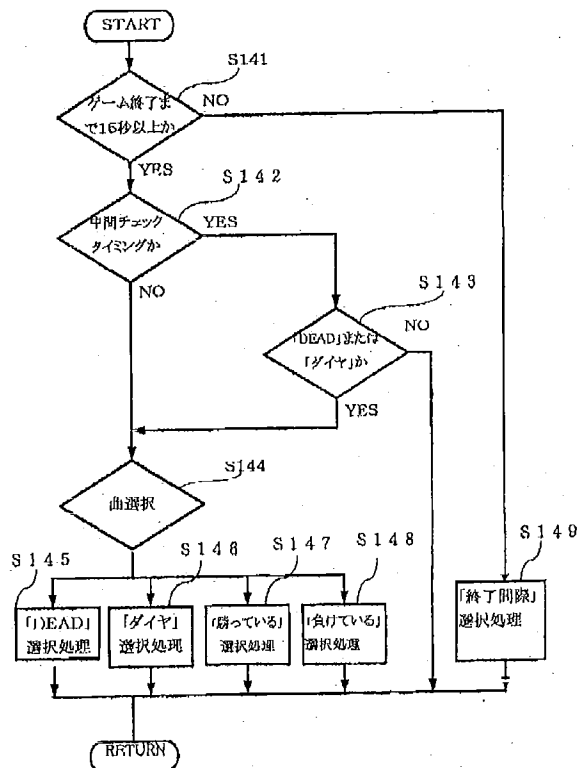 START
S141
ゲーム終了ま
で15秒以上か
NO
YES
S142
中間チェック
タイミングか
YES
NO
S143
「DEAD」または
「ダイヤ」か
NO
YES
S144
曲選択
S145
「DEAD」
選択処理
S146
「ダイヤ」
選択処理
S147
「勝っている」
選択処理
S148
「負けている」
選択処理
S149
「終了間際」
選択処理
RETURN